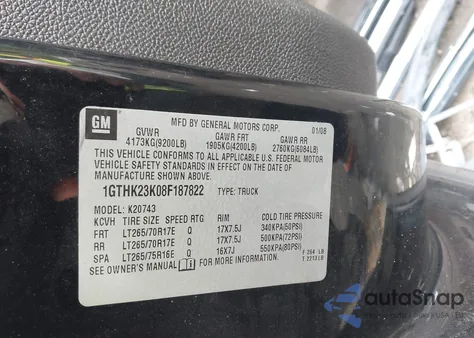 GM
MFD BY GENERAL MOTORS CORP. 01/08
GVWR GAWR FRT GAWR RR
4173KG(9200LB) 1905KG(4200LB) 2760KG(6084LB)
THIS VEHICLE CONFORMS TO ALL APPLICABLE U.S. FEDERAL MOTOR
VEHICLE SAFETY STANDARDS IN EFFECT ON THE DATE OF
MANUFACTURE SHOWN ABOVE.
1GTHK23K08F187822 TYPE: TRUCK
MODEL: K20743
KCVH TIRE SIZE SPEED RTG RIM COLD TIRE PRESSURE
FRT LT265/70R17E Q 17X7.5J 340KPA(50PSI)
RR LT265/70R17E Q 17X7.5J 500KPA(72PSI)
SPA LT265/75R16E Q 16X7J 550KPA(80PSI)
SEE OWNER'S MANUAL FOR MORE INFORMATION
F 264 LB
T 7213 LB
autoSnap